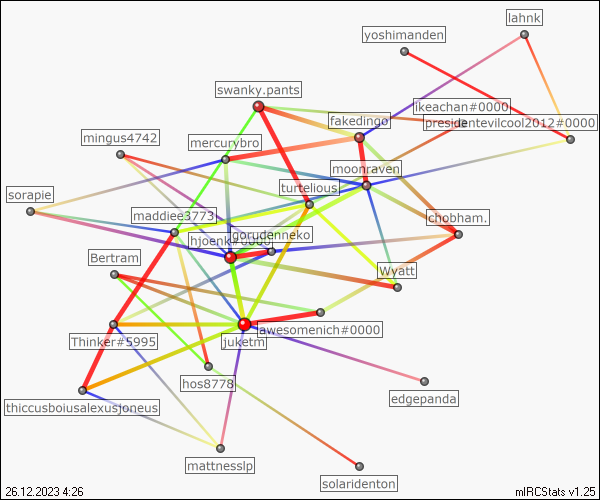 lahnk
yoshimanden
swanky.pants
ikeachan#0000
fakedingo
presidentevilcool2012#0000
mingus4742
mercurybro
moonraven
turtelious
sorapie
maddiee3773
chobham.
gorudenneko
hjoenk#0000
Bertram
Wyatt
awesomenich#0000
Thinker#5995
juketm
hos8778
edgepanda
thiccusboiusalexusjoneus
mattnesslp
solaridenton
26.12.2023 4:26
mIRCStats v1.25